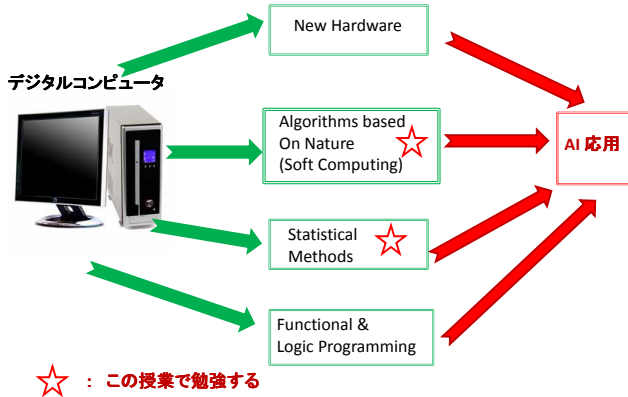 New Hardware
デジタルコンピュータ
Algorithms based
On Nature
(Soft Computing)
AI 応用
Statistical
Methods
Functional &
Logic Programming
： この授業で勉強する